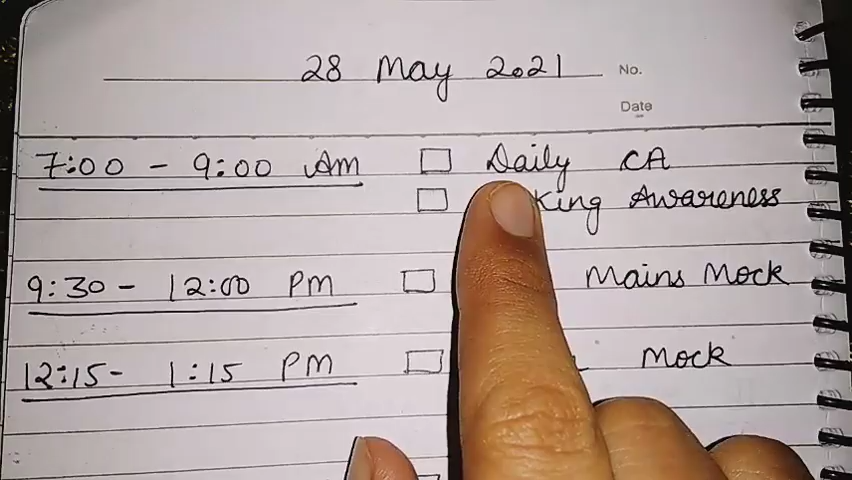 28 May 2021
No.
Date
7:00 - 9:00 Am □ Daily CA
□ king Awareness
9:30 - 12:00 PM □ Mains Mock
12:15 - 1:15 PM □ Mock